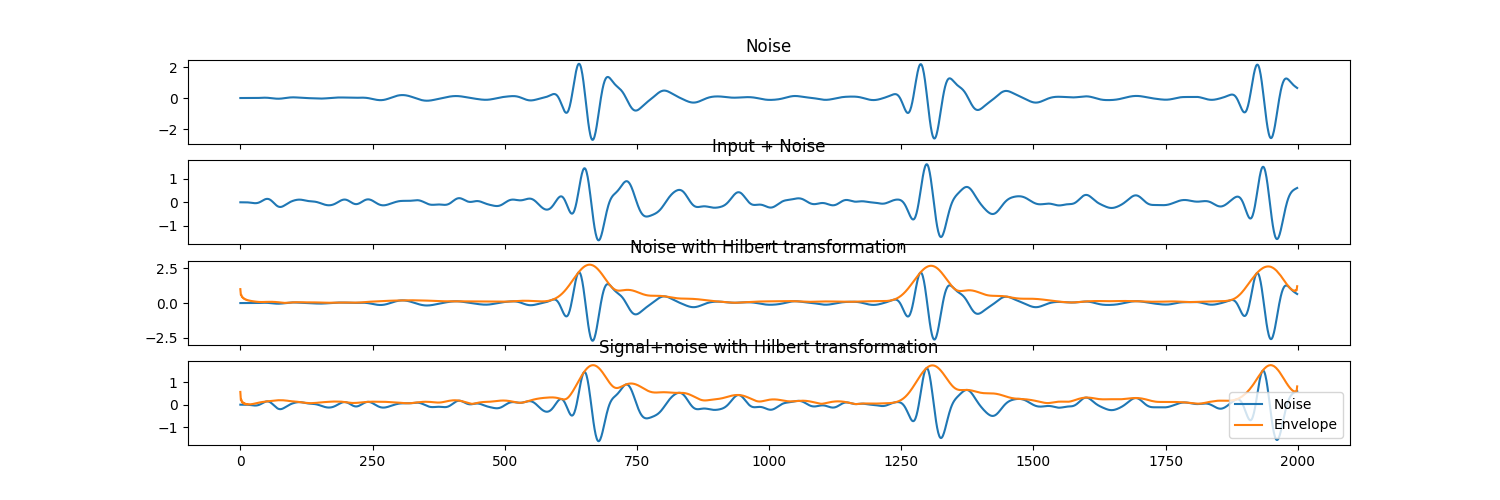 Noise
2
0
−2
Input + Noise
1
0
−1
Noise with Hilbert transformation
2.5
0.0
−2.5
Signal+noise with Hilbert transformation
1
0
−1
Noise
Envelope
0 250 500 750 1000 1250 1500 1750 2000